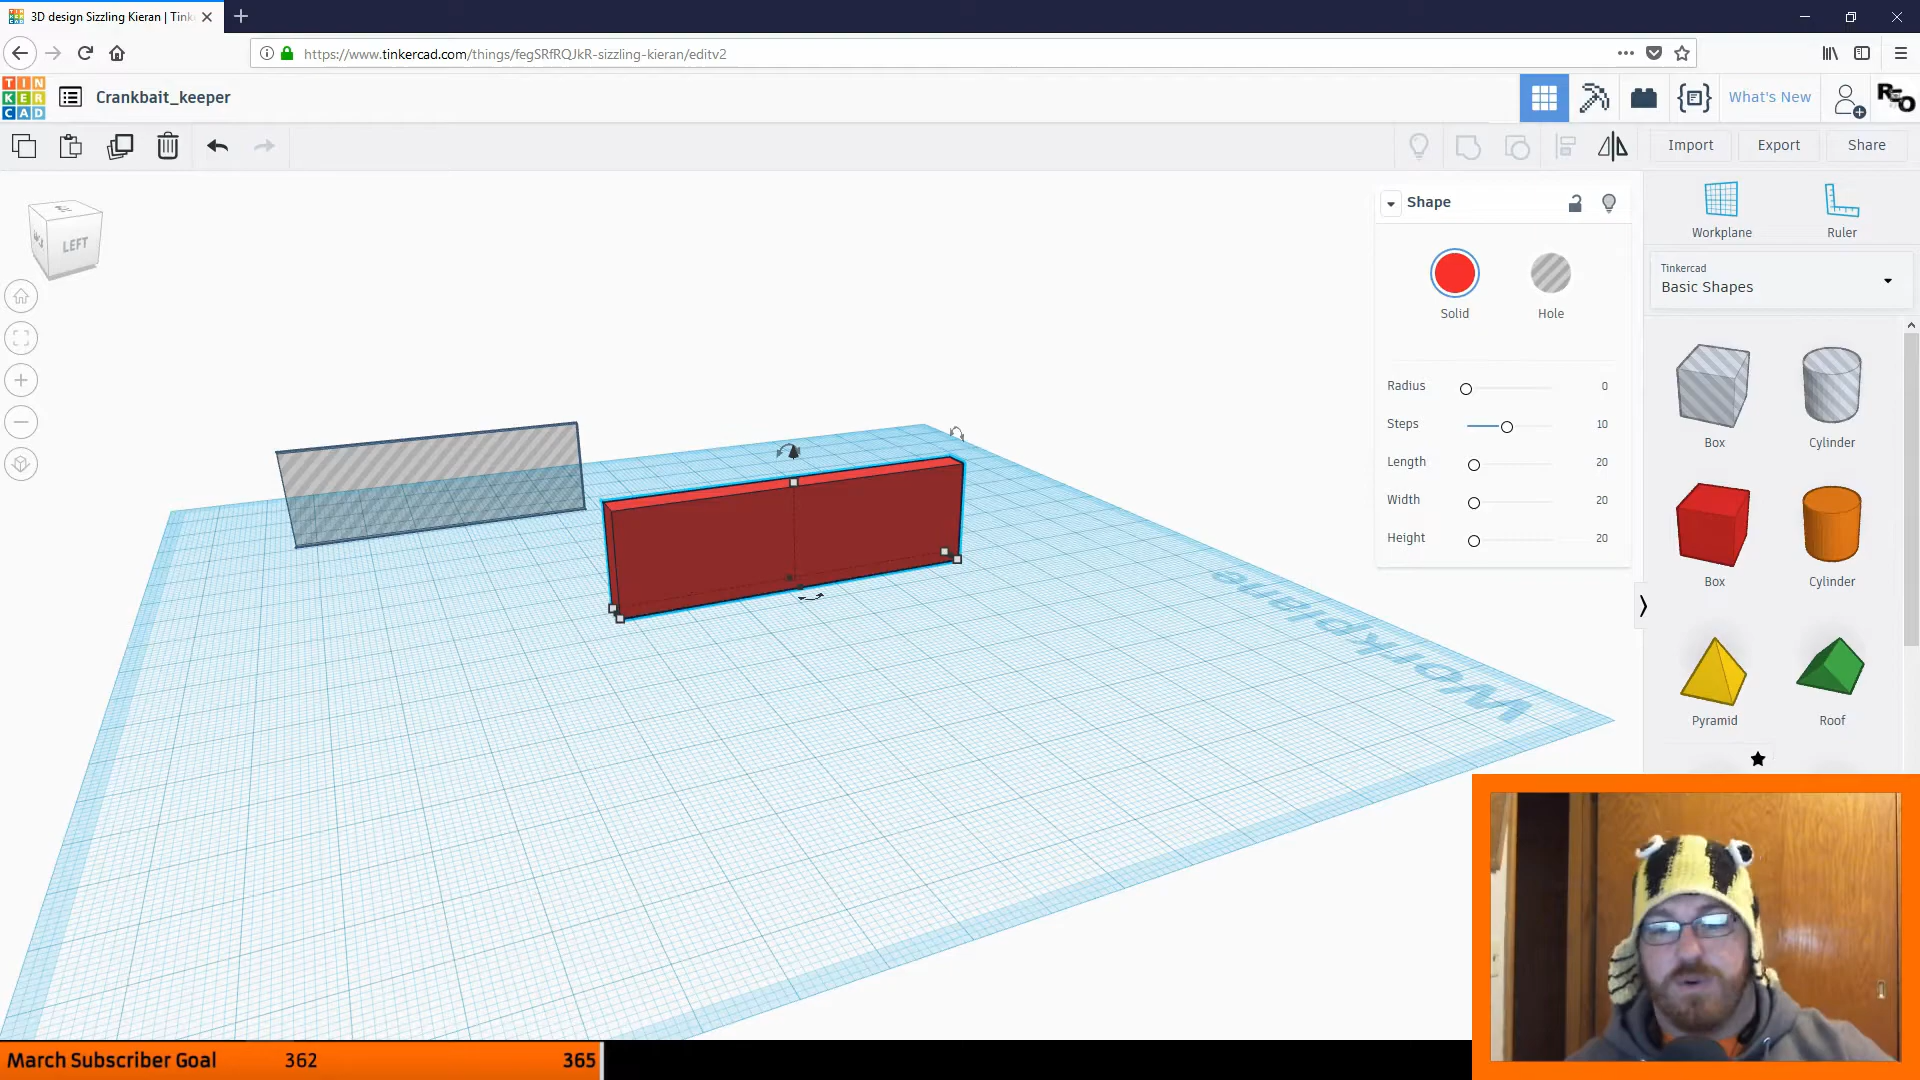 3D design Sizzling Kieran | Tink
https://www.tinkercad.com/things/fegSRfRQJkR-sizzling-kieran/editv2
TIN
KER
CAD
Crankbait_keeper
What's New
Import
Export
Share
LEFT
Shape
Solid
Hole
Radius 0
Steps 10
Length 20
Width 20
Height 20
Workplane
Ruler
Tinkercad
Basic Shapes
Box
Cylinder
Box
Cylinder
Pyramid
Roof
Workplane
March Subscriber Goal 362 365